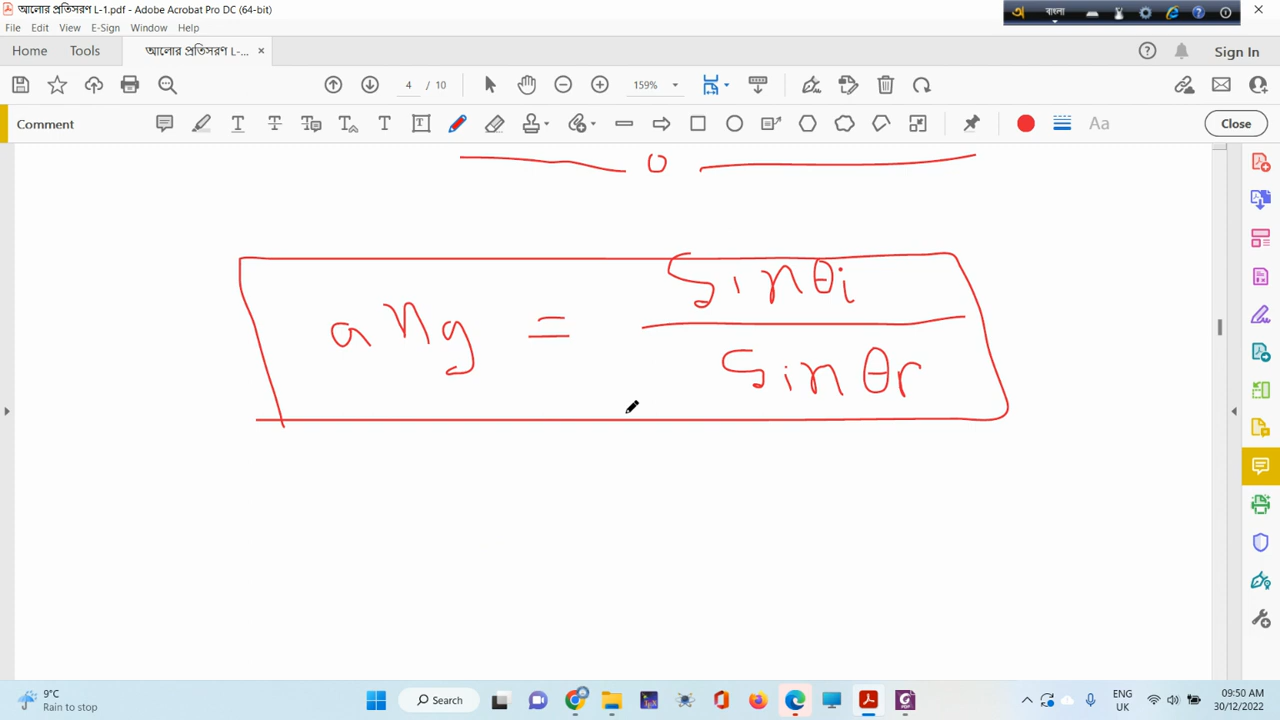 আলোর প্রতিসরণ L-1.pdf - Adobe Acrobat Pro DC (64-bit)
অ বাংলা
File Edit View E-Sign Window Help
Home Tools আলোর প্রতিসরণ L-... × Sign In
4 / 10 159%
Comment Aa Close
0
Sinθi
aηg =
Sinθr
9°C
Rain to stop
Search
ENG
UK
09:50 AM
30/12/2022